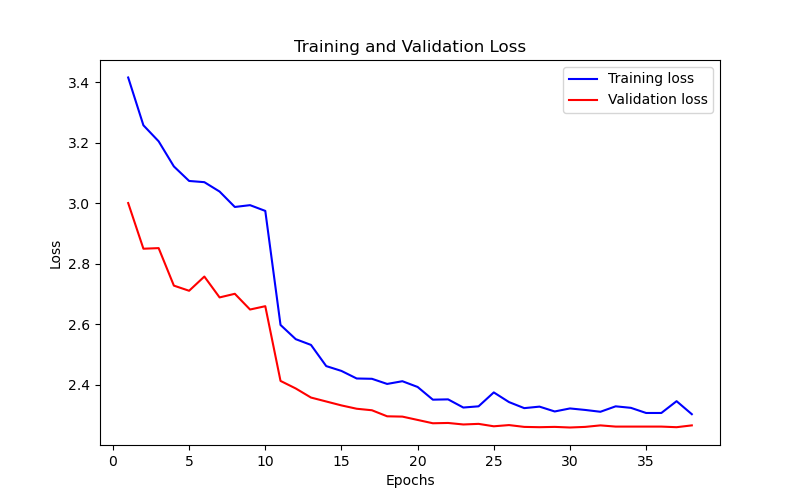 Training and Validation Loss
Training loss
Validation loss
3.4
3.2
3.0
2.8
2.6
2.4
Loss
0 5 10 15 20 25 30 35
Epochs